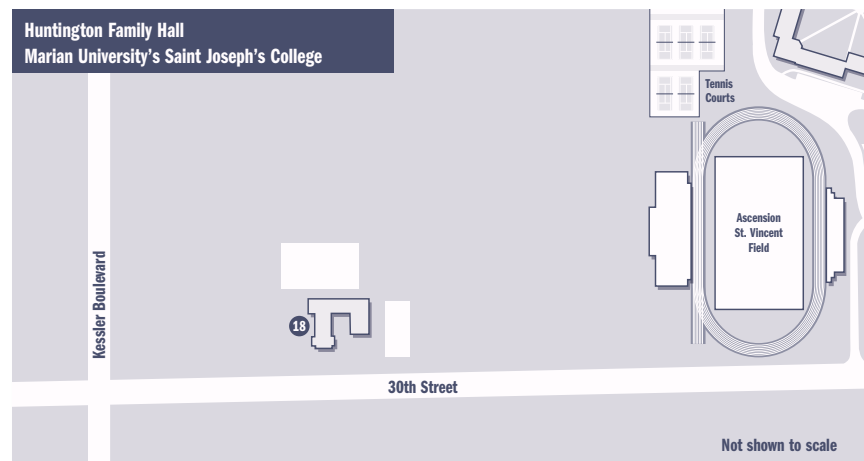 Huntington Family Hall
Marian University's Saint Joseph's College
Tennis
Courts
Ascension
St. Vincent
Field
Kessler Boulevard
18
30th Street
Not shown to scale